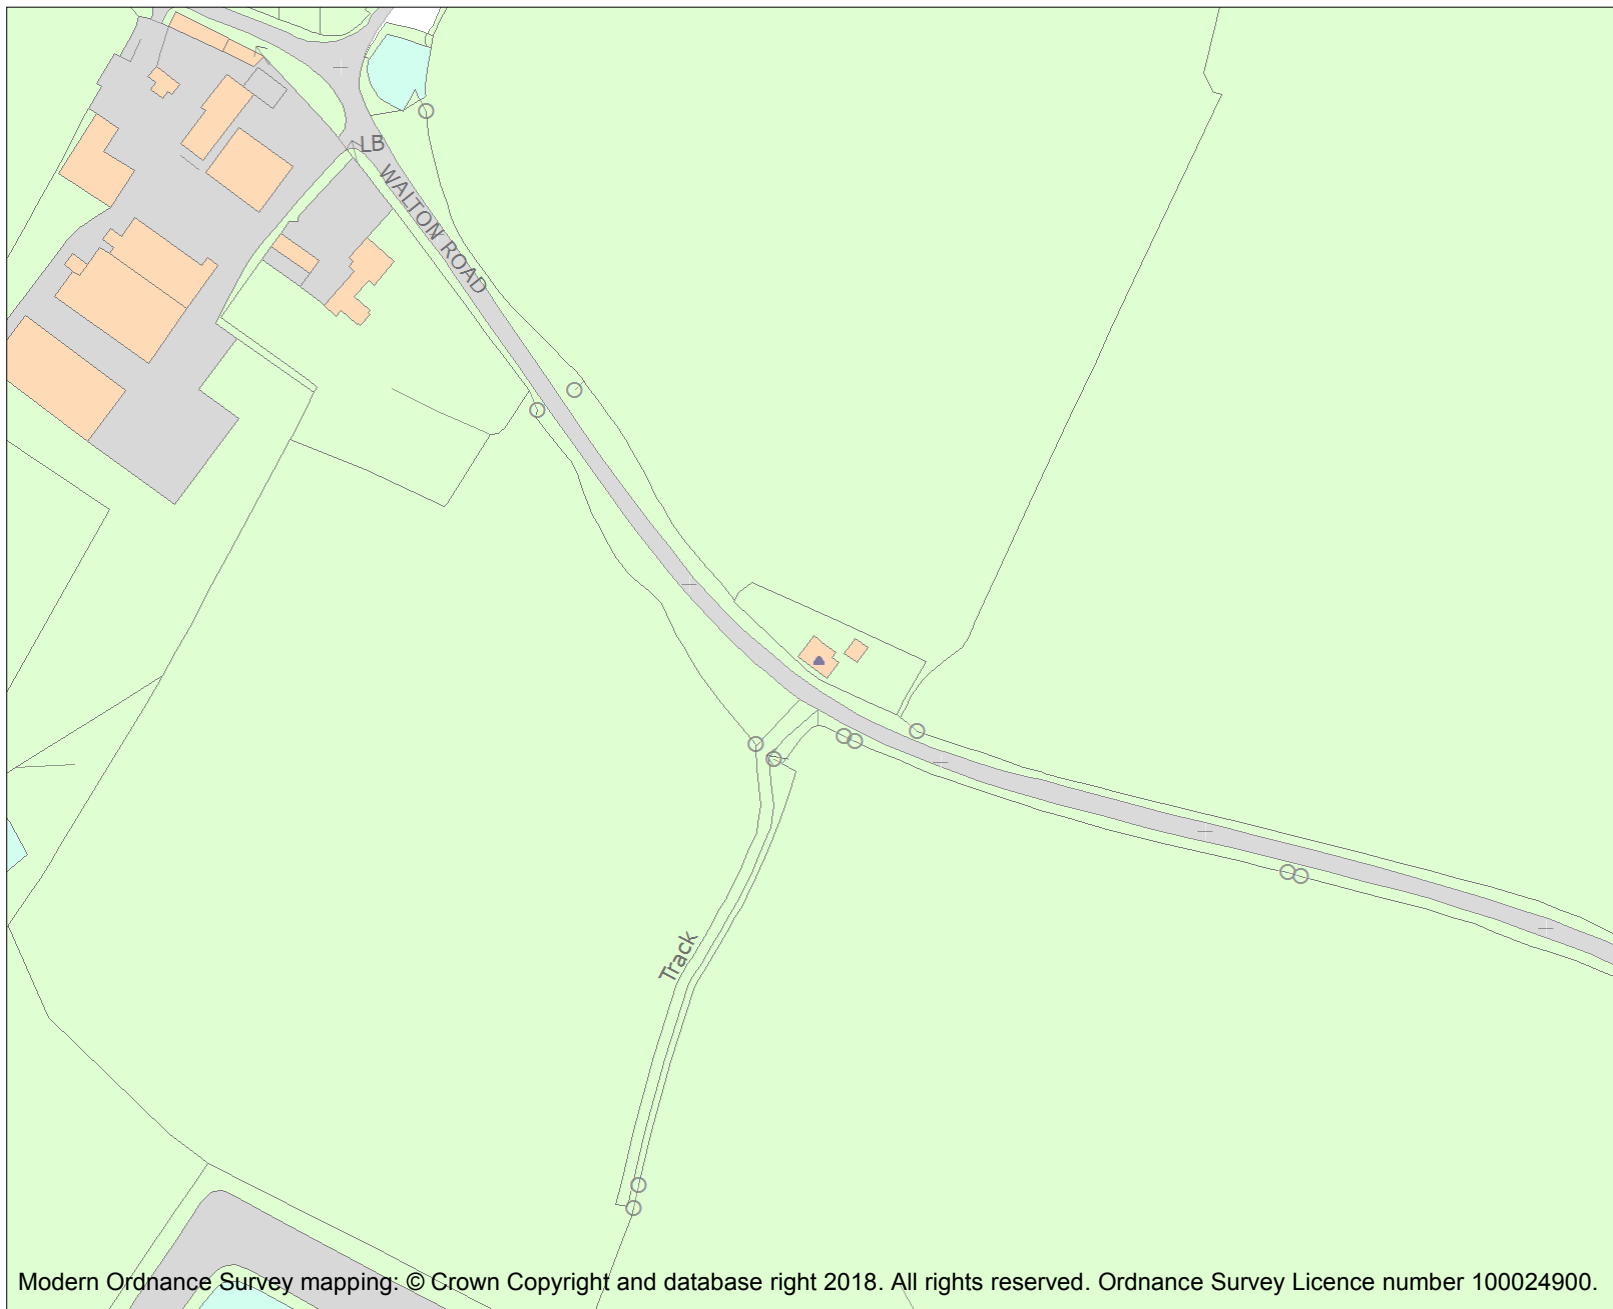 LB
WALTON ROAD
Track
Modern Ordnance Survey mapping: © Crown Copyright and database right 2018. All rights reserved. Ordnance Survey Licence number 100024900.